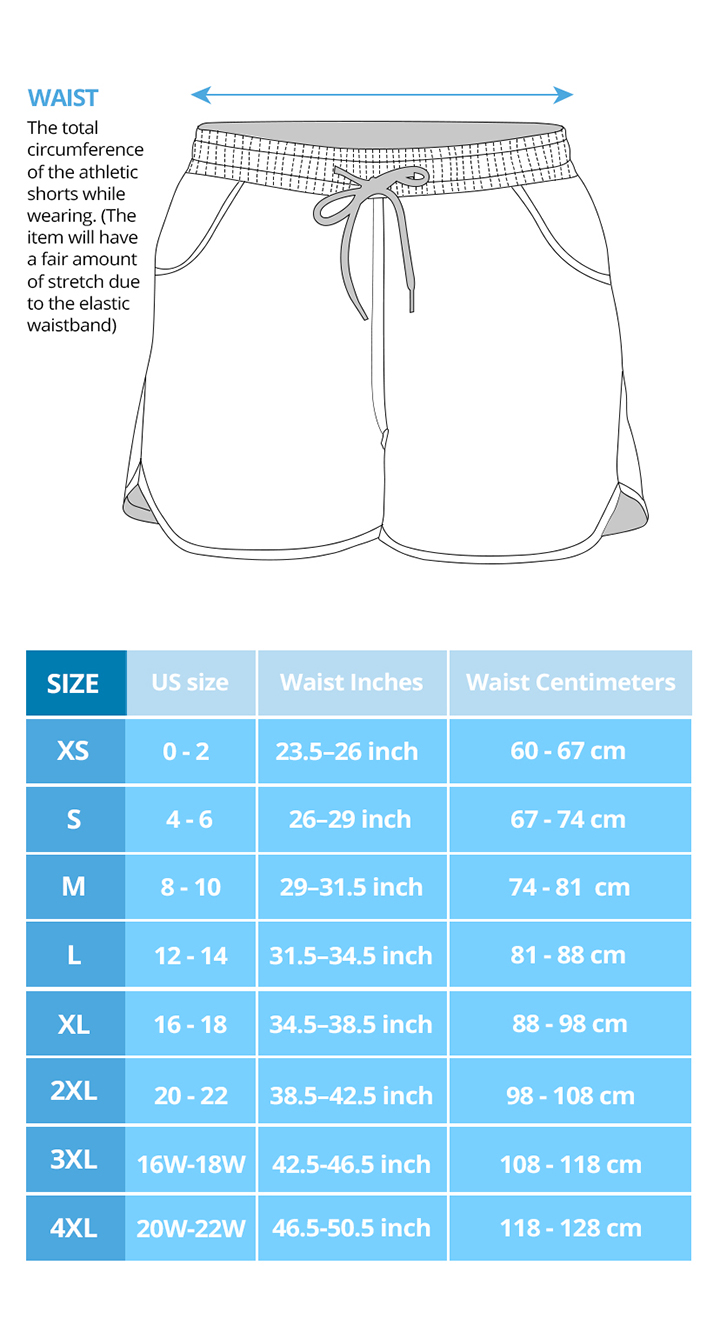 WAIST
The total
circumference
of the athletic
shorts while
wearing. (The
item will have
a fair amount
of stretch due
to the elastic
waistband)
SIZE US size Waist Inches Waist Centimeters
XS 0 - 2 23.5–26 inch 60 - 67 cm
S 4 - 6 26–29 inch 67 - 74 cm
M 8 - 10 29–31.5 inch 74 - 81 cm
L 12 - 14 31.5–34.5 inch 81 - 88 cm
XL 16 - 18 34.5–38.5 inch 88 - 98 cm
2XL 20 - 22 38.5–42.5 inch 98 - 108 cm
3XL 16W-18W 42.5-46.5 inch 108 - 118 cm
4XL 20W-22W 46.5-50.5 inch 118 - 128 cm